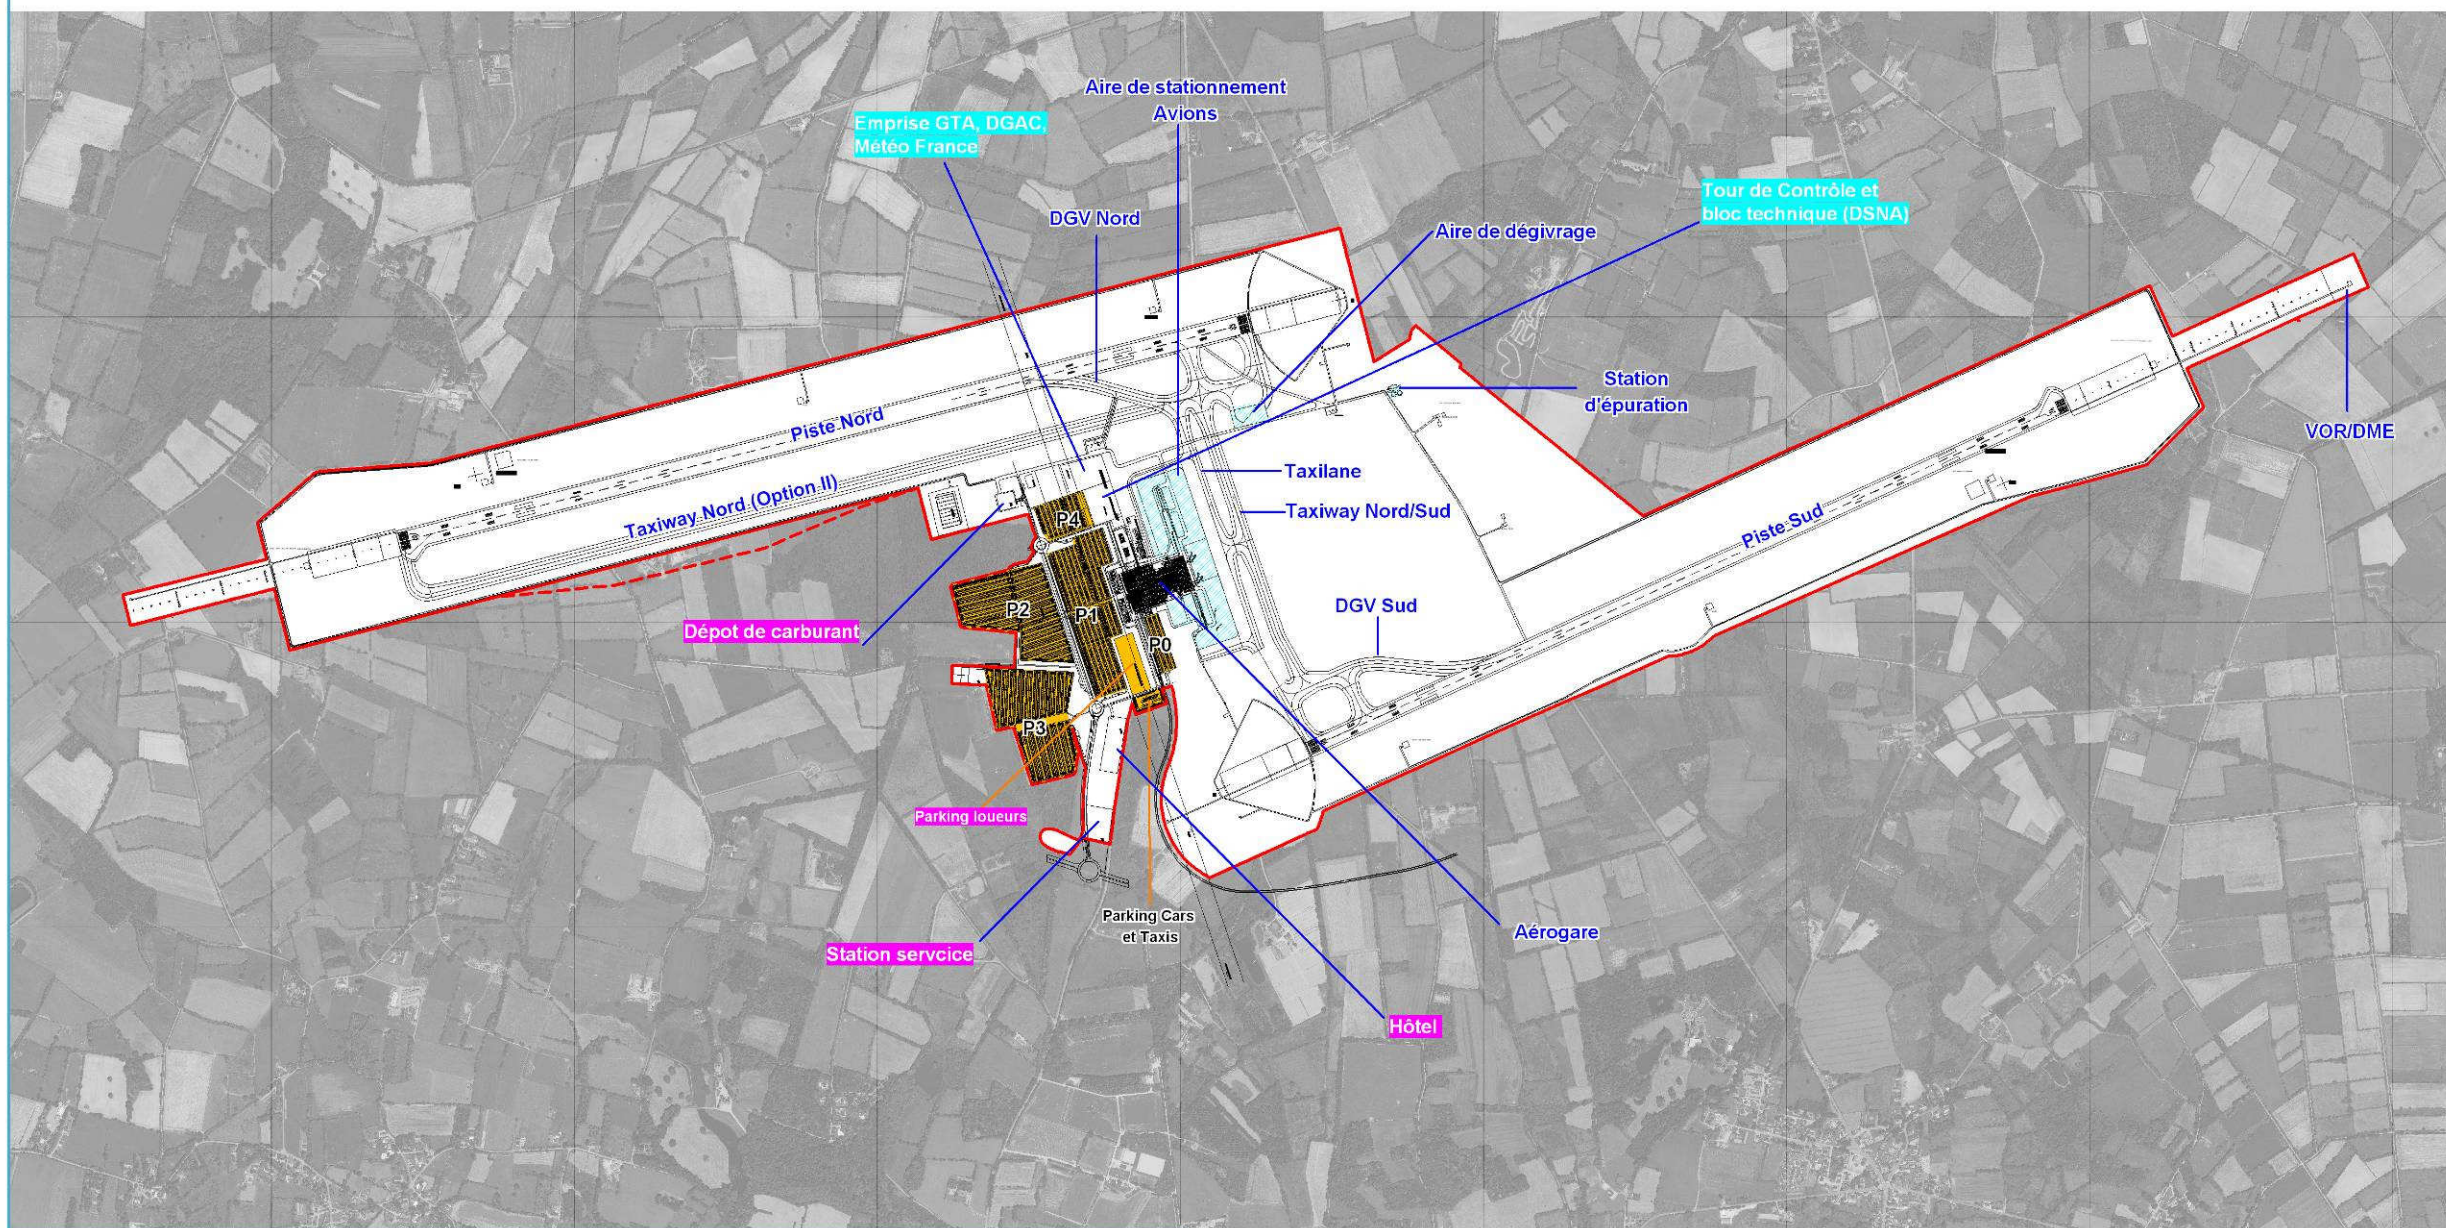 Aire de stationnement
Avions
Emprise GTA, DGAC,
Météo France
Tour de Contrôle et
bloc technique (DSNA)
DGV Nord
Aire de dégivrage
Station
d'épuration
VOR/DME
Piste Nord
Taxilane
Taxiway Nord (Option II)
Taxiway Nord/Sud
Piste Sud
P4
P2
P1
DGV Sud
Dépot de carburant
P0
P3
Parking loueurs
Parking Cars
et Taxis
Aérogare
Station servcice
Hôtel